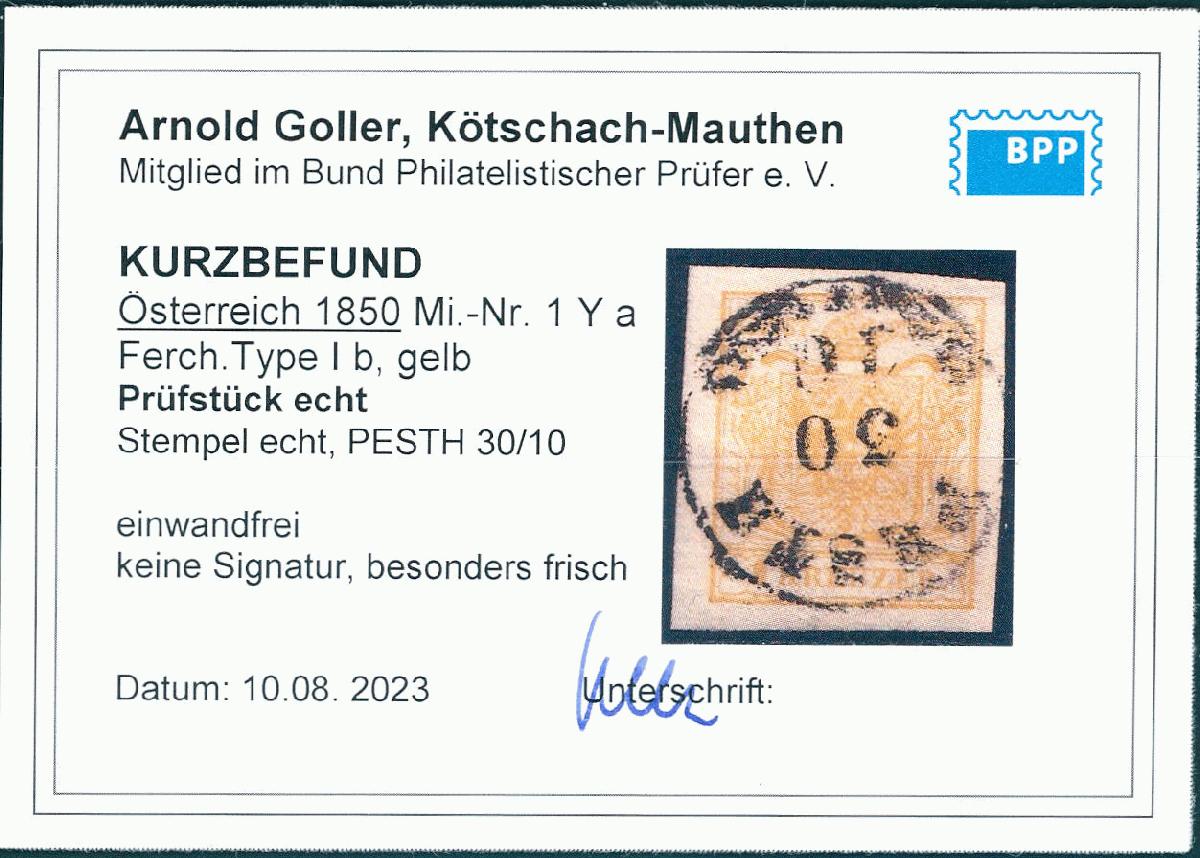 Arnold Goller, Kötschach-Mauthen
Mitglied im Bund Philatelistischer Prüfer e. V.
BPP
KURZBEFUND
Österreich 1850 Mi.-Nr. 1 Y a
Ferch.Type I b, gelb
Prüfstück echt
Stempel echt, PESTH 30/10
30
einwandfrei
keine Signatur, besonders frisch
Datum: 10.08. 2023
Unterschrift: